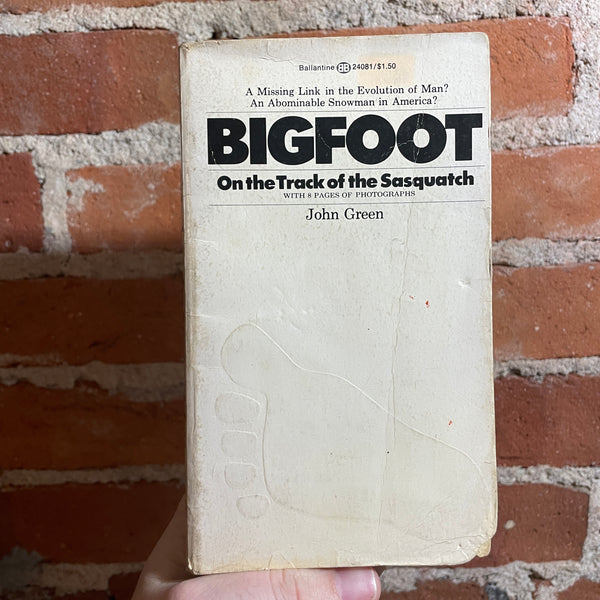 Ballantine BB 24081/$1.50
A Missing Link in the Evolution of Man?
An Abominable Snowman in America?
BIGFOOT
On the Track of the Sasquatch
WITH 8 PAGES OF PHOTOGRAPHS
John Green